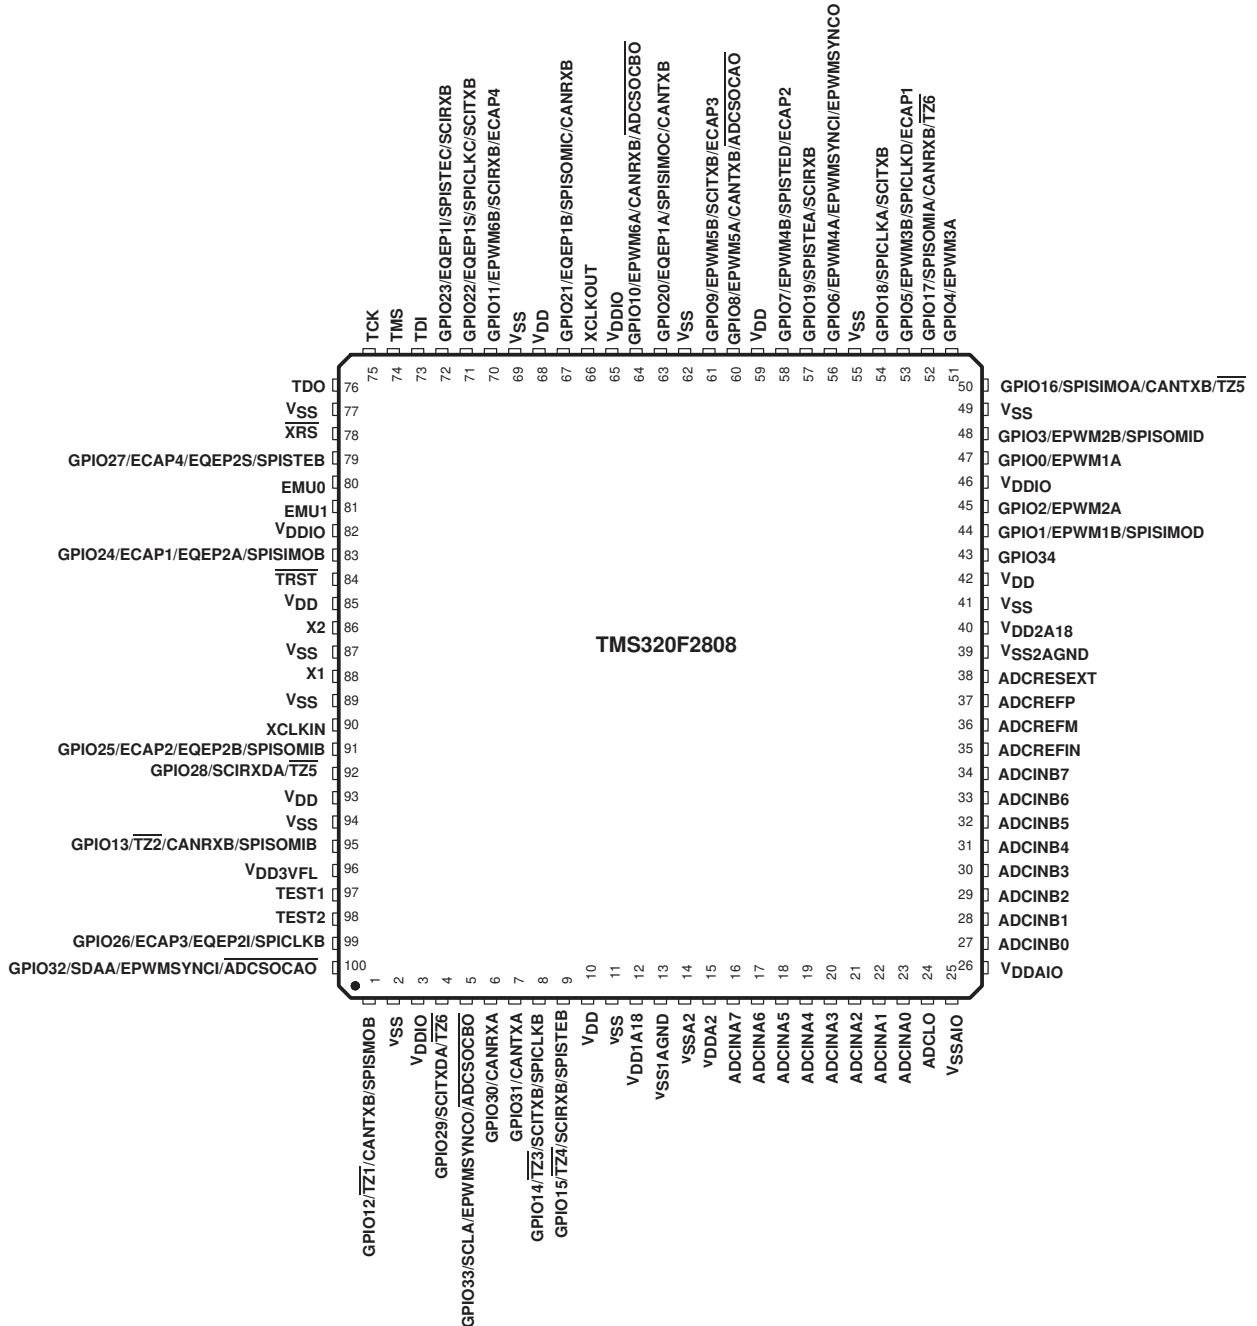 TCK
TMS
TDI
GPIO23/EQEP1I/SPISTEC/SCIRXB
GPIO22/EQEP1S/SPICLKC/SCITXB
GPIO11/EPWM6B/SCIRXB/ECAP4
VSS
VDD
GPIO21/EQEP1B/SPISOMIC/CANRXB
XCLKOUT
VDDIO
GPIO10/EPWM6A/CANRXB/ADCSOCBO
GPIO20/EQEP1A/SPISIMOC/CANTXB
VSS
GPIO9/EPWM5B/SCITXB/ECAP3
GPIO8/EPWM5A/CANTXB/ADCSOCAO
VDD
GPIO7/EPWM4B/SPISTED/ECAP2
GPIO19/SPISTEA/SCIRXB
GPIO6/EPWM4A/EPWMSYNCI/EPWMSYNCO
VSS
GPIO18/SPICLKA/SCITXB
GPIO5/EPWM3B/SPICLKD/ECAP1
GPIO17/SPISOMIA/CANRXB/TZ6
GPIO4/EPWM3A
75
74
73
72
71
70
69
68
67
66
65
64
63
62
61
60
59
58
57
56
55
54
53
52
51
TDO 76
VSS 77
XRS 78
GPIO27/ECAP4/EQEP2S/SPISTEB 79
EMU0 80
EMU1 81
VDDIO 82
GPIO24/ECAP1/EQEP2A/SPISIMOB 83
TRST 84
VDD 85
X2 86
VSS 87
X1 88
VSS 89
XCLKIN 90
GPIO25/ECAP2/EQEP2B/SPISOMIB 91
GPIO28/SCIRXDA/TZ5 92
VDD 93
VSS 94
GPIO13/TZ2/CANRXB/SPISOMIB 95
VDD3VFL 96
TEST1 97
TEST2 98
GPIO26/ECAP3/EQEP2I/SPICLKB 99
GPIO32/SDAA/EPWMSYNCI/ADCSOCAO 100
TMS320F2808
50 GPIO16/SPISIMOA/CANTXB/TZ5
49 VSS
48 GPIO3/EPWM2B/SPISOMID
47 GPIO0/EPWM1A
46 VDDIO
45 GPIO2/EPWM2A
44 GPIO1/EPWM1B/SPISIMOD
43 GPIO34
42 VDD
41 VSS
40 VDD2A18
39 VSS2AGND
38 ADCRESEXT
37 ADCREFP
36 ADCREFM
35 ADCREFIN
34 ADCINB7
33 ADCINB6
32 ADCINB5
31 ADCINB4
30 ADCINB3
29 ADCINB2
28 ADCINB1
27 ADCINB0
26 VDDAIO
1
2
3
4
5
6
7
8
9
10
11
12
13
14
15
16
17
18
19
20
21
22
23
24
25
GPIO12/TZ1/CANTXB/SPISMOB
VSS
VDDIO
GPIO29/SCITXDA/TZ6
GPIO33/SCLA/EPWMSYNCO/ADCSOCBO
GPIO30/CANRXA
GPIO31/CANTXA
GPIO14/TZ3/SCITXB/SPICLKB
GPIO15/TZ4/SCIRXB/SPISTEB
VDD
VSS
VDD1A18
VSS1AGND
VSSA2
VDDA2
ADCINA7
ADCINA6
ADCINA5
ADCINA4
ADCINA3
ADCINA2
ADCINA1
ADCINA0
ADCLO
VSSAIO